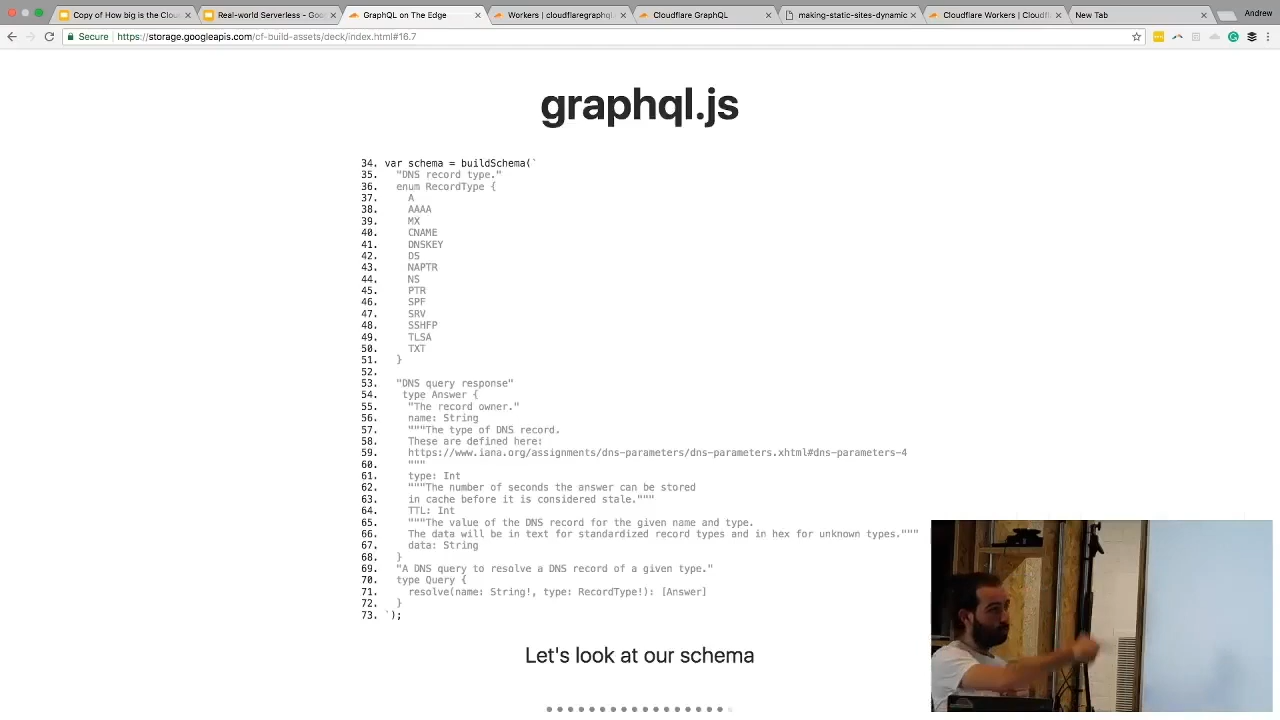 Copy of How big is the Clou
Real-world Serverless - Goo
GraphQL on The Edge
Workers | cloudflaregraphql
Cloudflare GraphQL
making-static-sites-dynamic
Cloudflare Workers | Cloudf
New Tab
Andrew
Secure
https://storage.googleapis.com/cf-build-assets/deck/index.html#16.7
graphql.js
34. var schema = buildSchema(`
35. "DNS record type."
36. enum RecordType {
37. A
38. AAAA
39. MX
40. CNAME
41. DNSKEY
42. DS
43. NAPTR
44. NS
45. PTR
46. SPF
47. SRV
48. SSHFP
49. TLSA
50. TXT
51. }
52.
53. "DNS query response"
54. type Answer {
55. "The record owner."
56. name: String
57. """The type of DNS record.
58. These are defined here:
59. https://www.iana.org/assignments/dns-parameters/dns-parameters.xhtml#dns-parameters-4
60. """
61. type: Int
62. """The number of seconds the answer can be stored
63. in cache before it is considered stale."""
64. TTL: Int
65. """The value of the DNS record for the given name and type.
66. The data will be in text for standardized record types and in hex for unknown types."""
67. data: String
68. }
69. "A DNS query to resolve a DNS record of a given type."
70. type Query {
71. resolve(name: String!, type: RecordType!): [Answer]
72. }
73. `);
Let's look at our schema